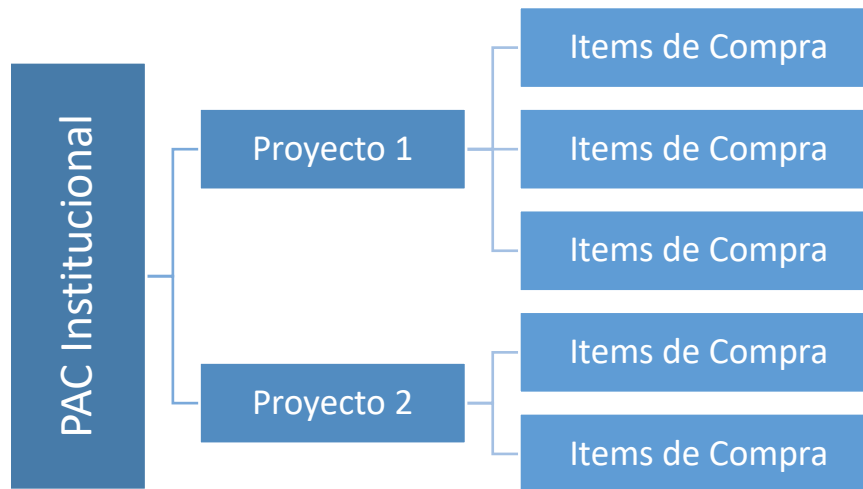 PAC Institucional
Proyecto 1
Items de Compra
Items de Compra
Items de Compra
Proyecto 2
Items de Compra
Items de Compra